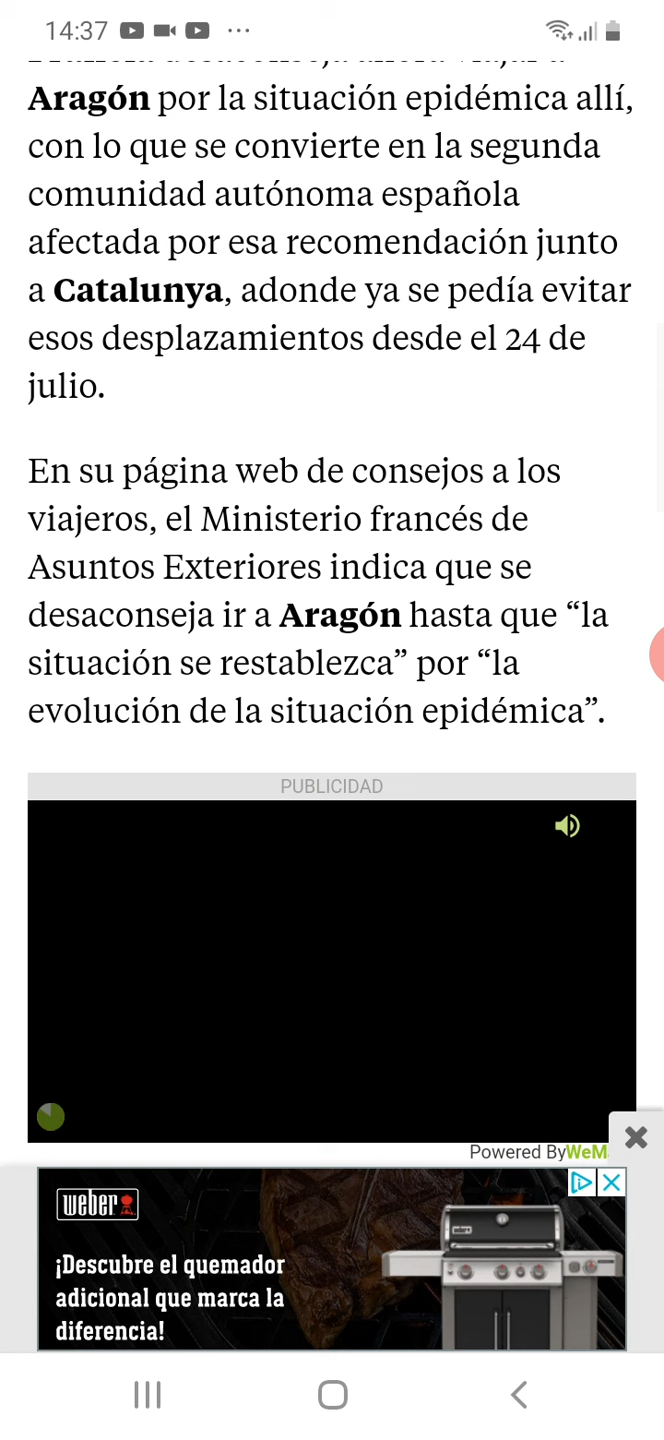 14:37
Aragón por la situación epidémica allí,
con lo que se convierte en la segunda
comunidad autónoma española
afectada por esa recomendación junto
a Catalunya, adonde ya se pedía evitar
esos desplazamientos desde el 24 de
julio.
En su página web de consejos a los
viajeros, el Ministerio francés de
Asuntos Exteriores indica que se
desaconseja ir a Aragón hasta que “la
situación se restablezca” por “la
evolución de la situación epidémica”.
PUBLICIDAD
Powered By WeM
weber
¡Descubre el quemador
adicional que marca la
diferencia!